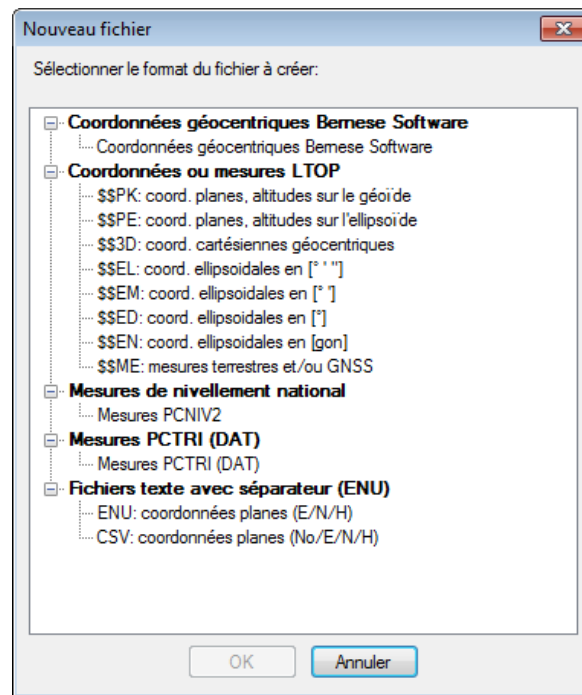 Nouveau fichier
Sélectionner le format du fichier à créer:
Coordonnées géocentriques Bernese Software
Coordonnées géocentriques Bernese Software
Coordonnées ou mesures LTOP
$$PK: coord. planes, altitudes sur le géoïde
$$PE: coord. planes, altitudes sur l'ellipsoïde
$$3D: coord. cartésiennes géocentriques
$$EL: coord. ellipsoidales en [° ' '']
$$EM: coord. ellipsoidales en [° ']
$$ED: coord. ellipsoidales en [°]
$$EN: coord. ellipsoidales en [gon]
$$ME: mesures terrestres et/ou GNSS
Mesures de nivellement national
Mesures PCNIV2
Mesures PCTRI (DAT)
Mesures PCTRI (DAT)
Fichiers texte avec séparateur (ENU)
ENU: coordonnées planes (E/N/H)
CSV: coordonnées planes (No/E/N/H)
OK
Annuler